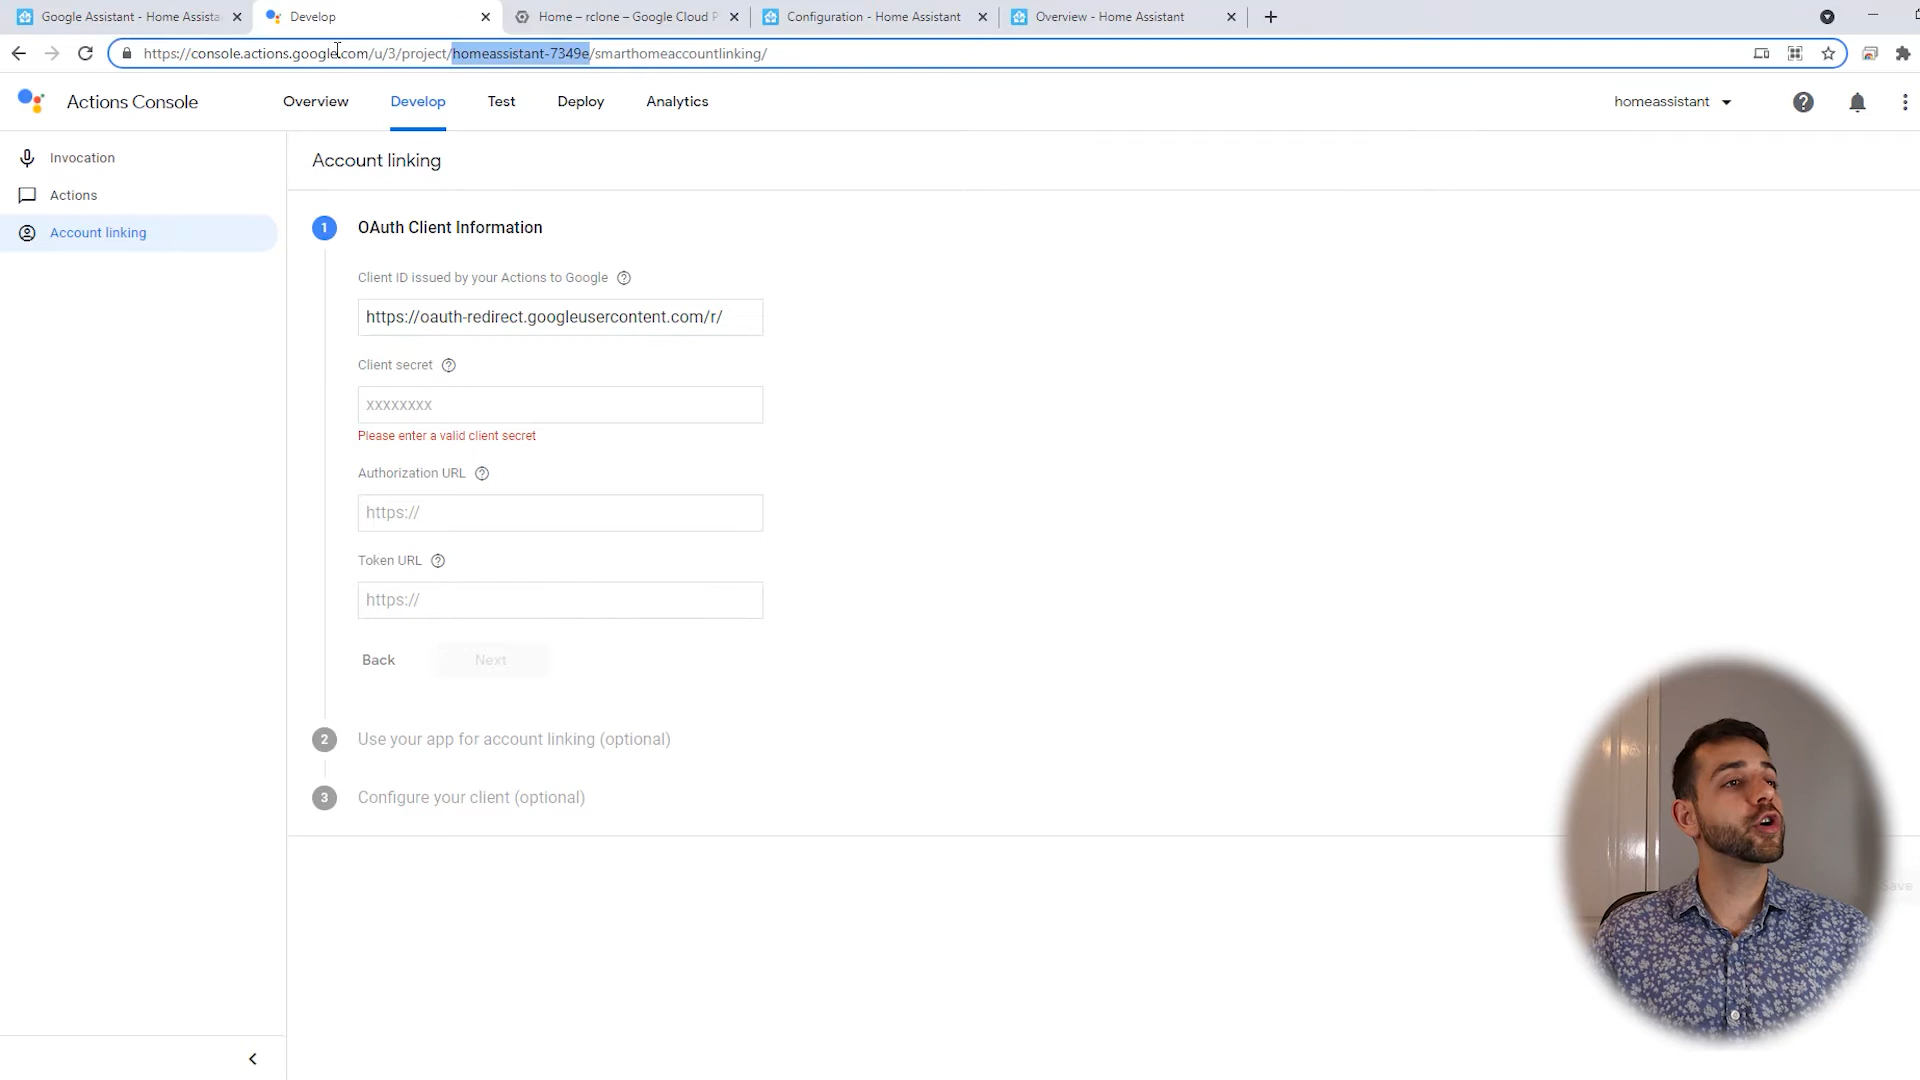 Google Assistant - Home Assista
Develop
Home – rclone – Google Cloud P
Configuration - Home Assistant
Overview - Home Assistant
https://console.actions.google.com/u/3/project/homeassistant-7349e/smarthomeaccountlinking/
Actions Console
Overview
Develop
Test
Deploy
Analytics
homeassistant
Invocation
Actions
Account linking
Account linking
1 OAuth Client Information
Client ID issued by your Actions to Google
https://oauth-redirect.googleusercontent.com/r/
Client secret
xxxxxxxx
Please enter a valid client secret
Authorization URL
https://
Token URL
https://
Back
Next
2 Use your app for account linking (optional)
3 Configure your client (optional)
Save